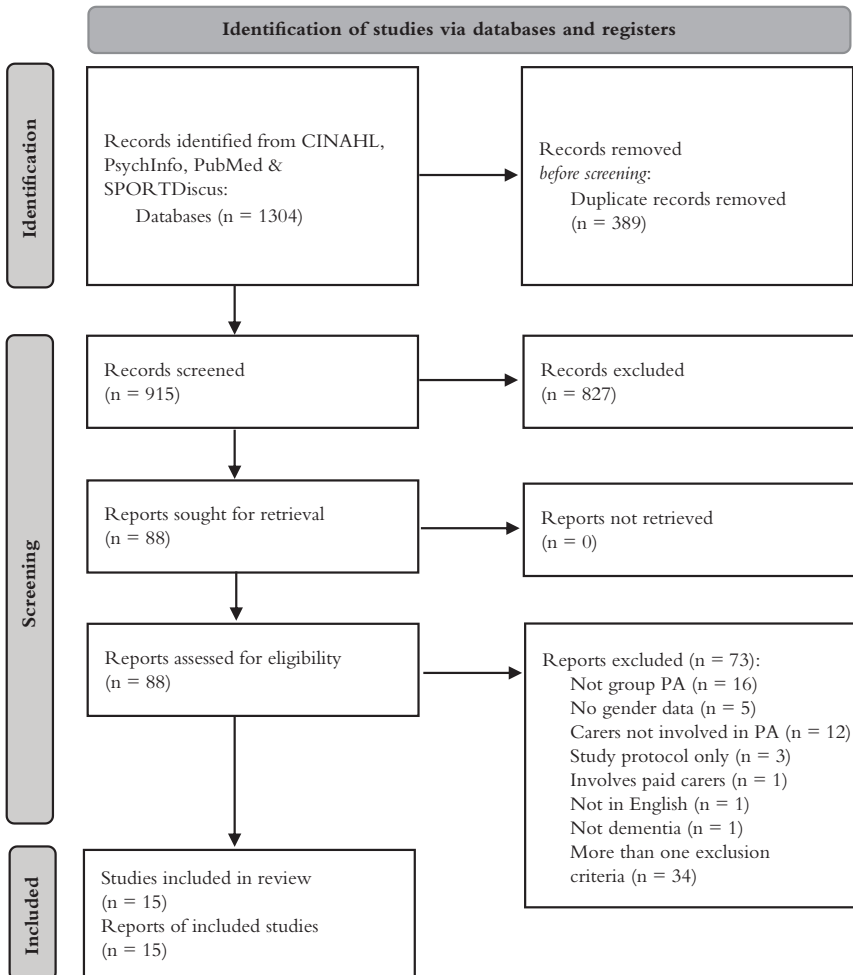 Identification of studies via databases and registers
Identification
Records identified from CINAHL,
PsychInfo, PubMed &
SPORTDiscus:
Databases (n = 1304)
Records removed
before screening:
Duplicate records removed
(n = 389)
Screening
Records screened
(n = 915)
Records excluded
(n = 827)
Reports sought for retrieval
(n = 88)
Reports not retrieved
(n = 0)
Reports assessed for eligibility
(n = 88)
Reports excluded (n = 73):
Not group PA (n = 16)
No gender data (n = 5)
Carers not involved in PA (n = 12)
Study protocol only (n = 3)
Involves paid carers (n = 1)
Not in English (n = 1)
Not dementia (n = 1)
More than one exclusion
criteria (n = 34)
Included
Studies included in review
(n = 15)
Reports of included studies
(n = 15)